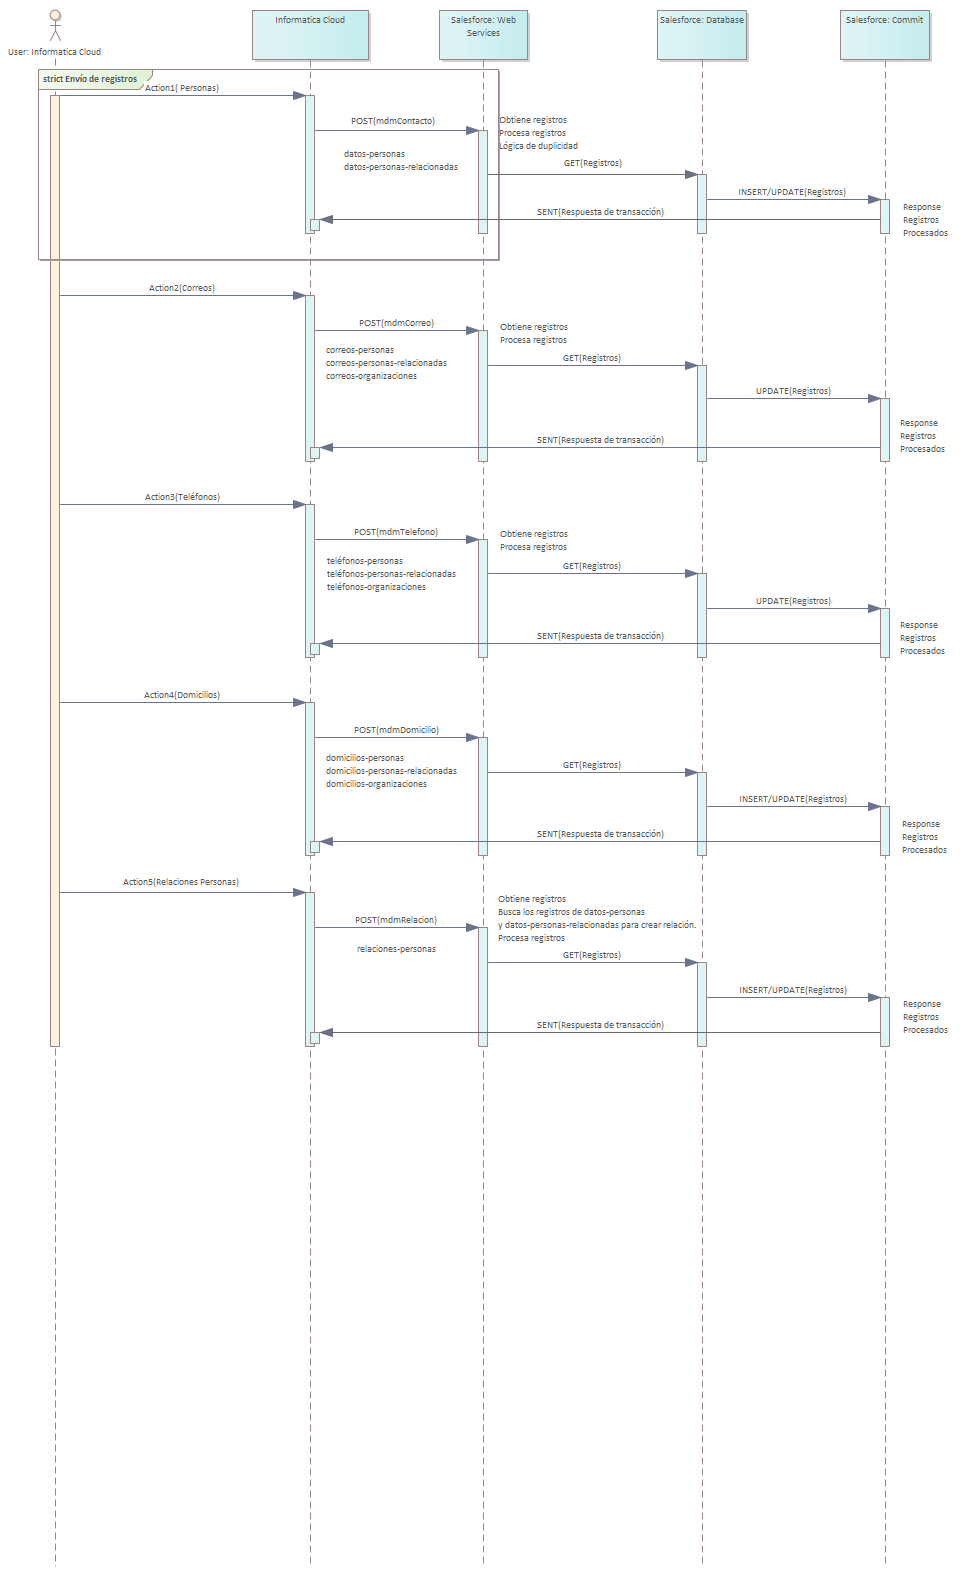 User: Informatica Cloud
Informatica Cloud
Salesforce: Web
Services
Salesforce: Database
Salesforce: Commit
strict Envío de registros
Action1( Personas)
POST(mdmContacto)
datos-personas
datos-personas-relacionadas
Obtiene registros
Procesa registros
Lógica de duplicidad
GET(Registros)
INSERT/UPDATE(Registros)
SENT(Respuesta de transacción)
Response
Registros
Procesados
Action2(Correos)
POST(mdmCorreo)
correos-personas
correos-personas-relacionadas
correos-organizaciones
Obtiene registros
Procesa registros
GET(Registros)
UPDATE(Registros)
SENT(Respuesta de transacción)
Response
Registros
Procesados
Action3(Teléfonos)
POST(mdmTelefono)
teléfonos-personas
teléfonos-personas-relacionadas
teléfonos-organizaciones
Obtiene registros
Procesa registros
GET(Registros)
UPDATE(Registros)
SENT(Respuesta de transacción)
Response
Registros
Procesados
Action4(Domicilios)
POST(mdmDomicilio)
domicilios-personas
domicilios-personas-relacionadas
domicilios-organizaciones
GET(Registros)
INSERT/UPDATE(Registros)
SENT(Respuesta de transacción)
Response
Registros
Procesados
Action5(Relaciones Personas)
POST(mdmRelacion)
relaciones-personas
Obtiene registros
Busca los registros de datos-personas
y datos-personas-relacionadas para crear relación.
Procesa registros
GET(Registros)
INSERT/UPDATE(Registros)
SENT(Respuesta de transacción)
Response
Registros
Procesados